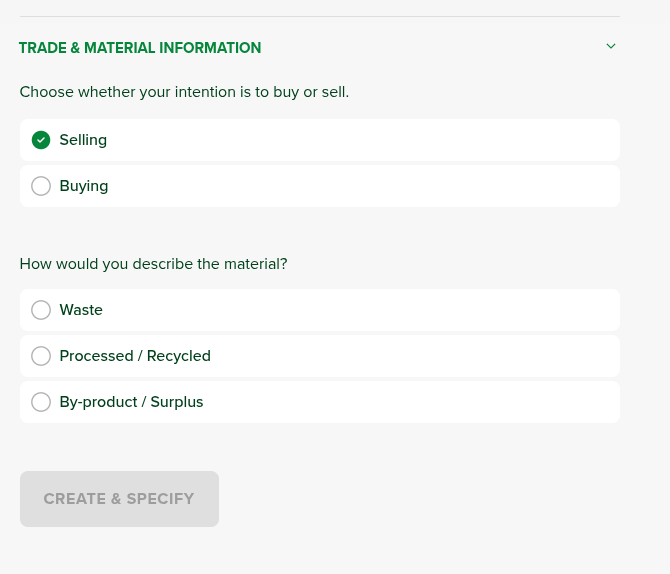 TRADE & MATERIAL INFORMATION
Choose whether your intention is to buy or sell.
Selling
Buying
How would you describe the material?
Waste
Processed / Recycled
By-product / Surplus
CREATE & SPECIFY